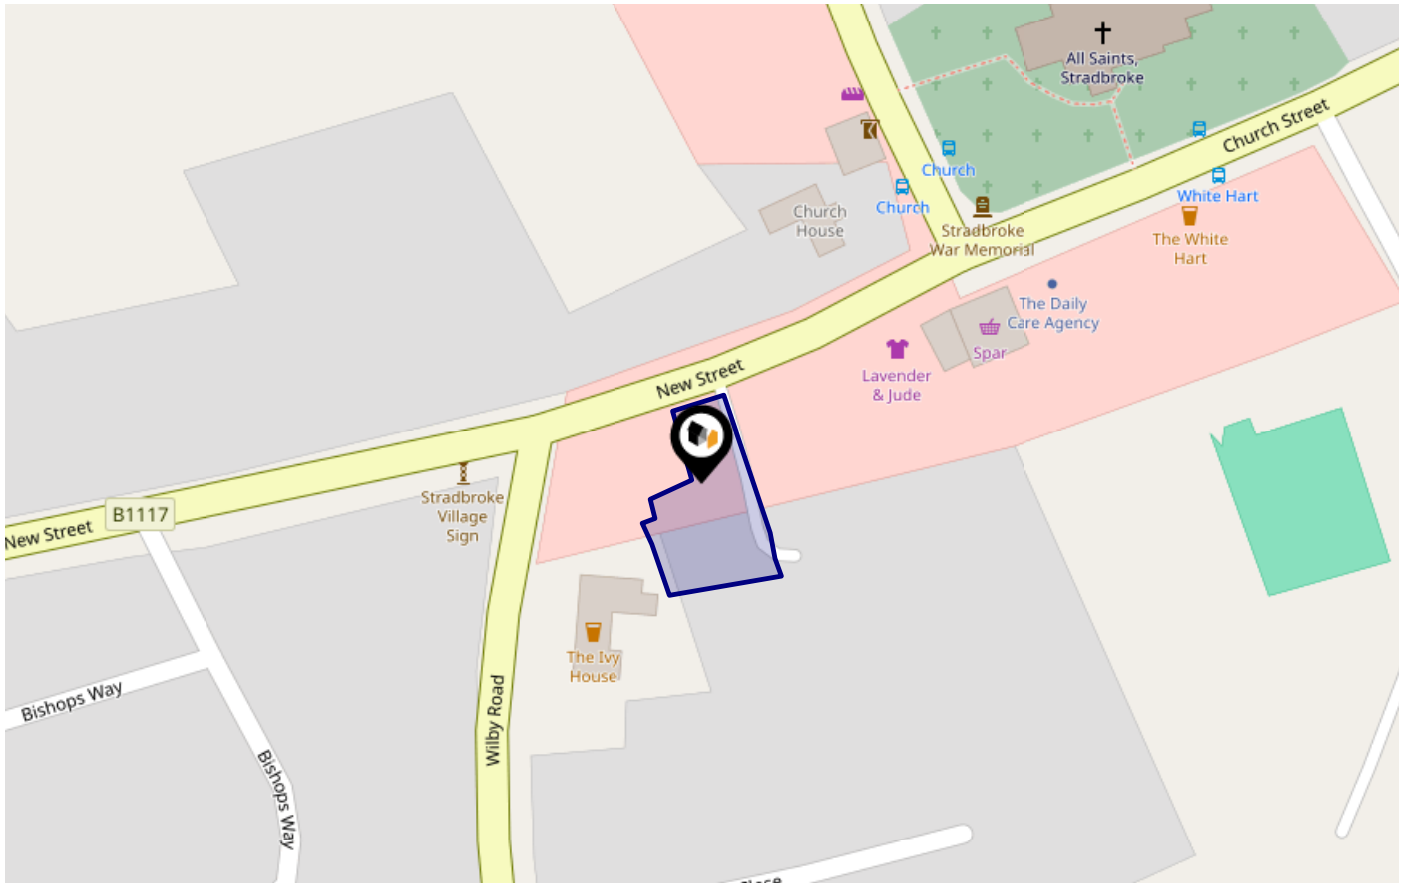 All Saints,
Stradbroke
Church Street
Church
Church
White Hart
Church
House
Stradbroke
War Memorial
The White
Hart
The Daily
Care Agency
Spar
Lavender
& Jude
New Street
Stradbroke
Village
Sign
B1117
New Street
The Ivy
House
Bishops Way
Wilby Road
Bishops Way